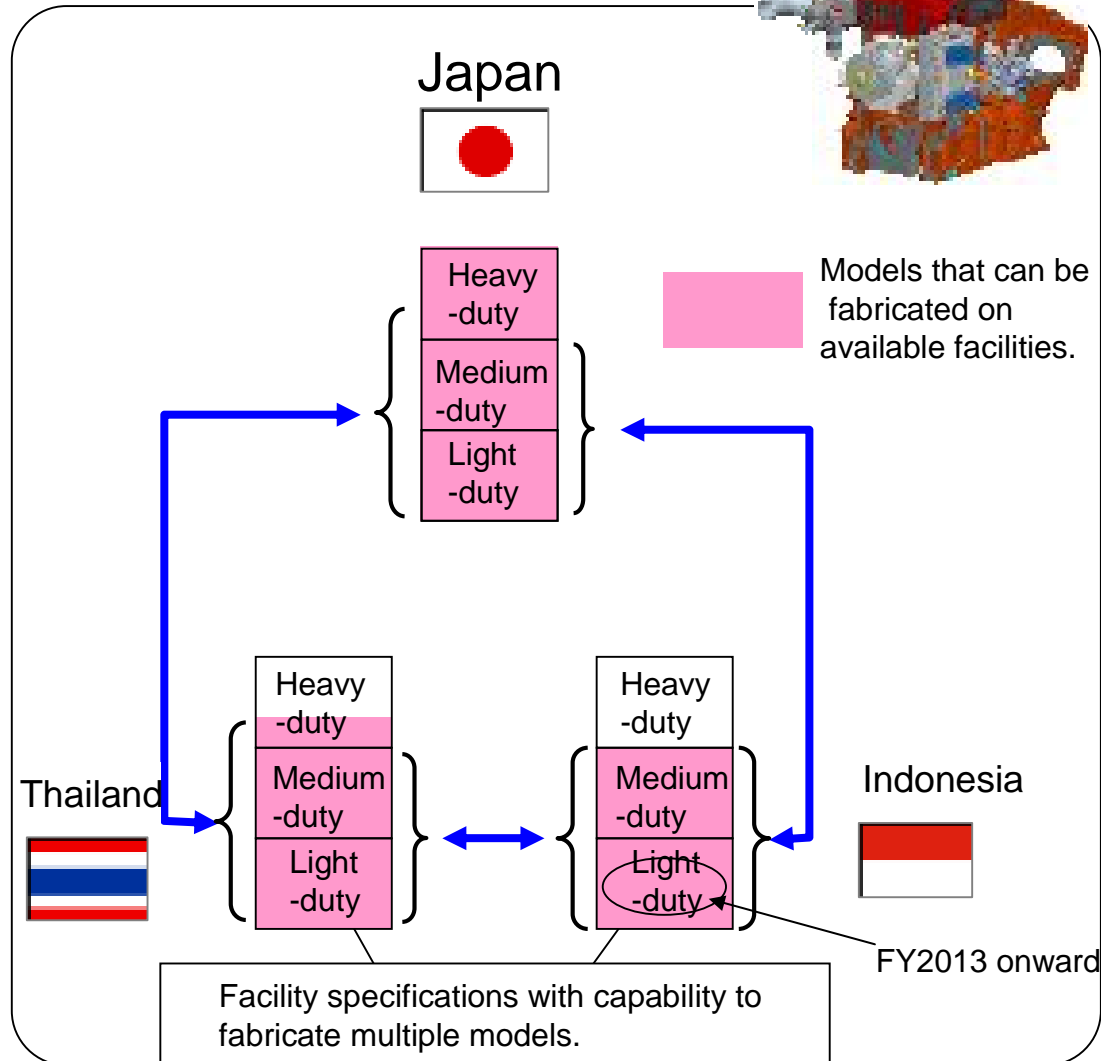 Japan
Heavy
-duty
Medium
-duty
Light
-duty
Models that can be
fabricated on
available facilities.
Thailand
Heavy
-duty
Medium
-duty
Light
-duty
Heavy
-duty
Medium
-duty
Light
-duty
Indonesia
FY2013 onward
Facility specifications with capability to
fabricate multiple models.